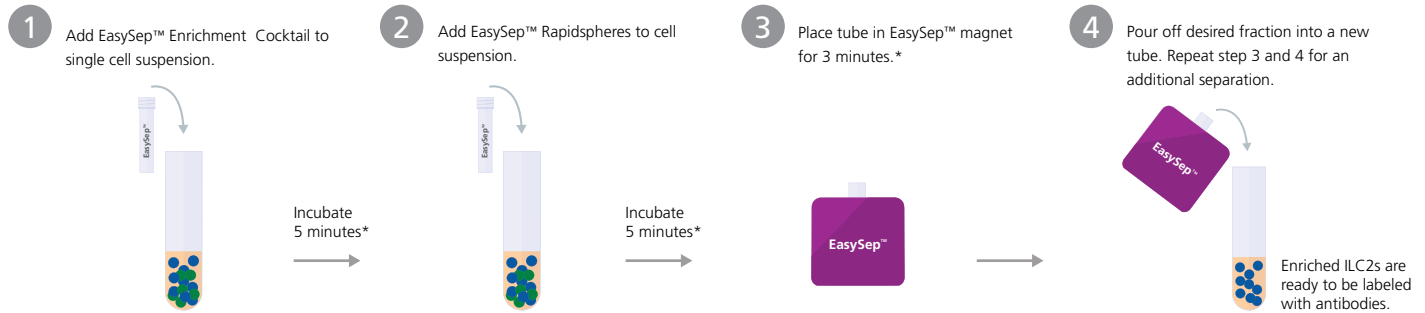 1
Add EasySep™ Enrichment Cocktail to
single cell suspension.
EasySep™
Incubate
5 minutes*
2
Add EasySep™ Rapidspheres to cell
suspension.
EasySep™
Incubate
5 minutes*
3
Place tube in EasySep™ magnet
for 3 minutes.*
EasySep™
4
Pour off desired fraction into a new
tube. Repeat step 3 and 4 for an
additional separation.
EasySep™
Enriched ILC2s are
ready to be labeled
with antibodies.